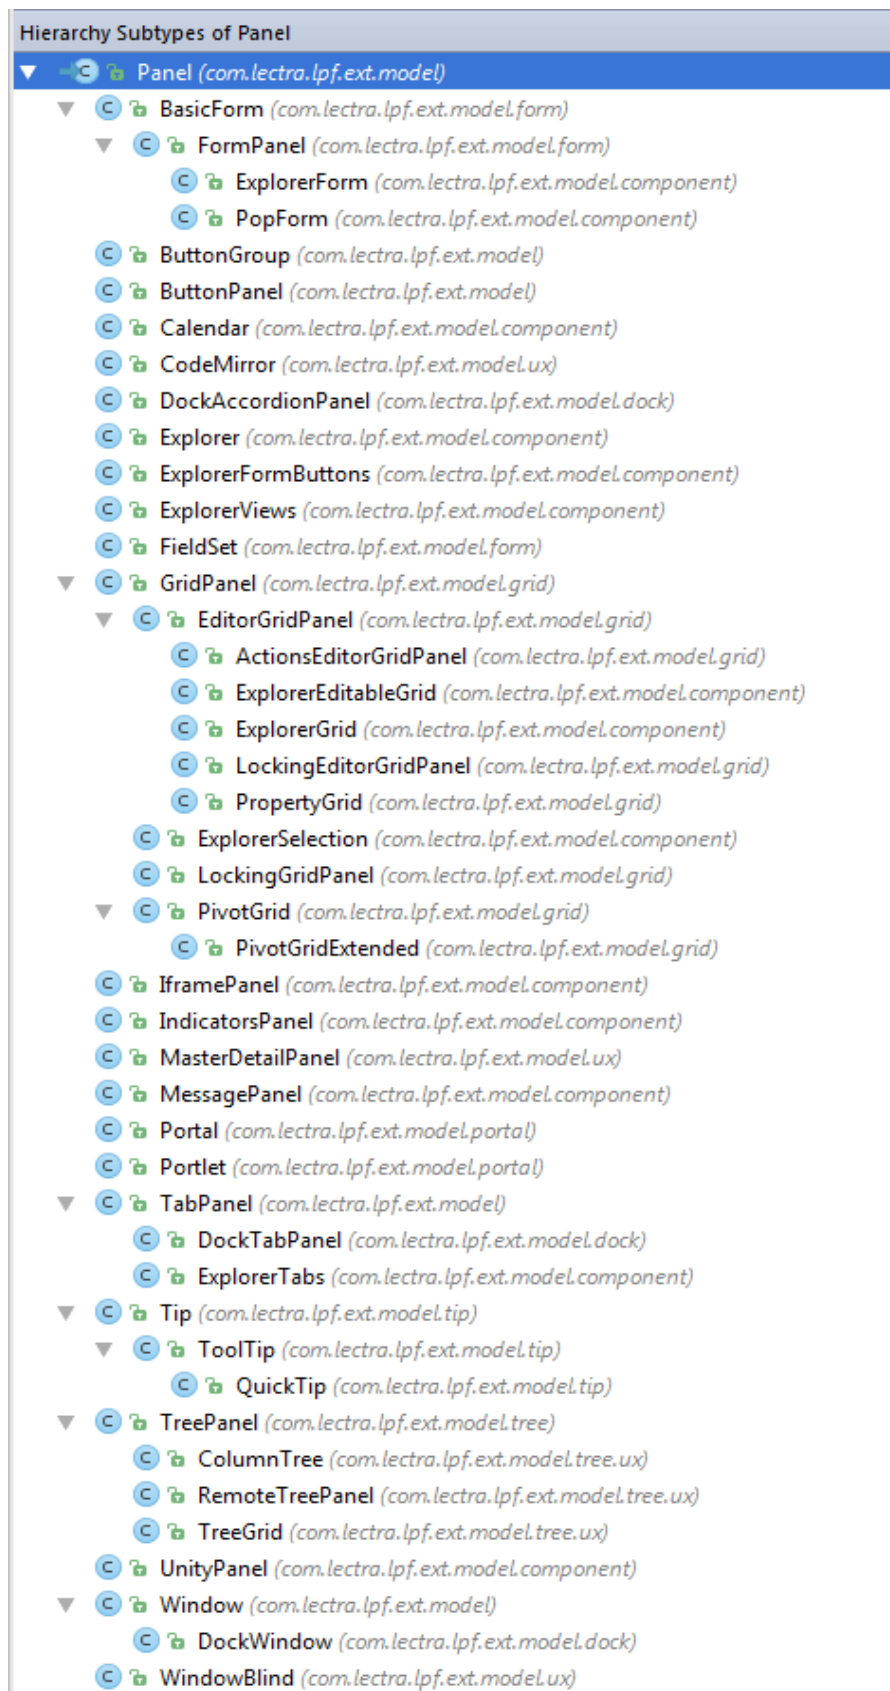 Hierarchy Subtypes of Panel
Panel (com.lectra.lpf.ext.model)
BasicForm (com.lectra.lpf.ext.model.form)
FormPanel (com.lectra.lpf.ext.model.form)
ExplorerForm (com.lectra.lpf.ext.model.component)
PopForm (com.lectra.lpf.ext.model.component)
ButtonGroup (com.lectra.lpf.ext.model)
ButtonPanel (com.lectra.lpf.ext.model)
Calendar (com.lectra.lpf.ext.model.component)
CodeMirror (com.lectra.lpf.ext.model.ux)
DockAccordionPanel (com.lectra.lpf.ext.model.dock)
Explorer (com.lectra.lpf.ext.model.component)
ExplorerFormButtons (com.lectra.lpf.ext.model.component)
ExplorerViews (com.lectra.lpf.ext.model.component)
FieldSet (com.lectra.lpf.ext.model.form)
GridPanel (com.lectra.lpf.ext.model.grid)
EditorGridPanel (com.lectra.lpf.ext.model.grid)
ActionsEditorGridPanel (com.lectra.lpf.ext.model.grid)
ExplorerEditableGrid (com.lectra.lpf.ext.model.component)
ExplorerGrid (com.lectra.lpf.ext.model.component)
LockingEditorGridPanel (com.lectra.lpf.ext.model.grid)
PropertyGrid (com.lectra.lpf.ext.model.grid)
ExplorerSelection (com.lectra.lpf.ext.model.component)
LockingGridPanel (com.lectra.lpf.ext.model.grid)
PivotGrid (com.lectra.lpf.ext.model.grid)
PivotGridExtended (com.lectra.lpf.ext.model.grid)
IframePanel (com.lectra.lpf.ext.model.component)
IndicatorsPanel (com.lectra.lpf.ext.model.component)
MasterDetailPanel (com.lectra.lpf.ext.model.ux)
MessagePanel (com.lectra.lpf.ext.model.component)
Portal (com.lectra.lpf.ext.model.portal)
Portlet (com.lectra.lpf.ext.model.portal)
TabPanel (com.lectra.lpf.ext.model)
DockTabPanel (com.lectra.lpf.ext.model.dock)
ExplorerTabs (com.lectra.lpf.ext.model.component)
Tip (com.lectra.lpf.ext.model.tip)
ToolTip (com.lectra.lpf.ext.model.tip)
QuickTip (com.lectra.lpf.ext.model.tip)
TreePanel (com.lectra.lpf.ext.model.tree)
ColumnTree (com.lectra.lpf.ext.model.tree.ux)
RemoteTreePanel (com.lectra.lpf.ext.model.tree.ux)
TreeGrid (com.lectra.lpf.ext.model.tree.ux)
UnityPanel (com.lectra.lpf.ext.model.component)
Window (com.lectra.lpf.ext.model)
DockWindow (com.lectra.lpf.ext.model.dock)
WindowBlind (com.lectra.lpf.ext.model.ux)